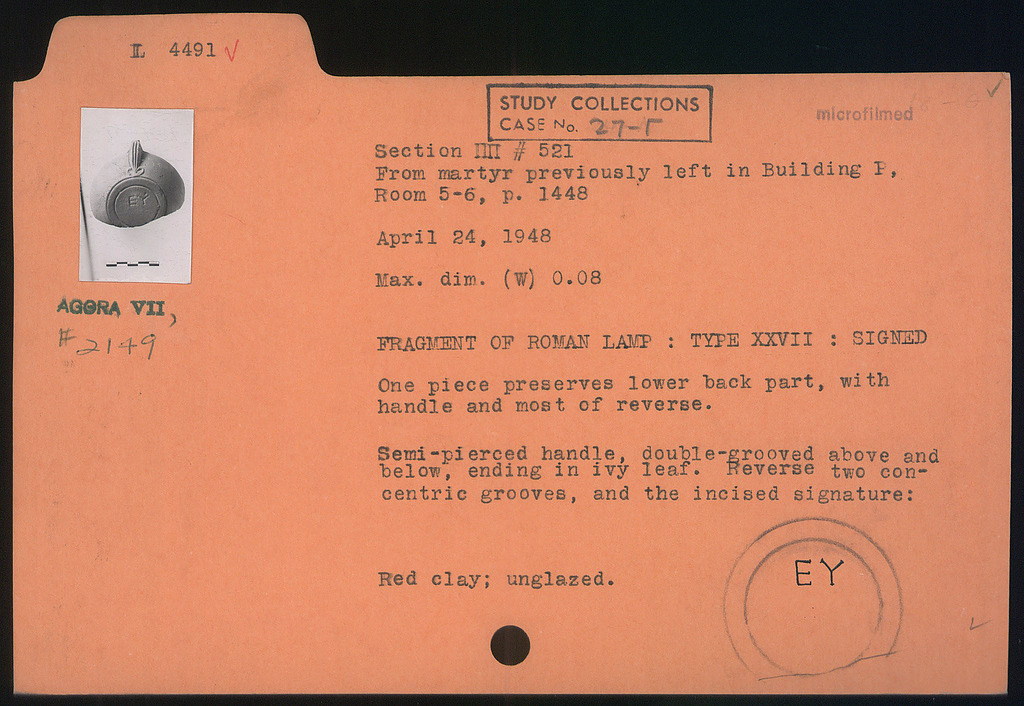 L 4491 ✓
STUDY COLLECTIONS
CASE No. 27-
microfilmed
Section ΠΠ # 521
From martyr previously left in Building P,
Room 5-6, p. 1448
April 24, 1948
Max. dim. (W) 0.08
EY
AGORA VII,
# 2149
FRAGMENT OF ROMAN LAMP : TYPE XXVII : SIGNED
One piece preserves lower back part, with
handle and most of reverse.
Semi-pierced handle, double-grooved above and
below, ending in ivy leaf. Reverse two con-
centric grooves, and the incised signature:
EY
Red clay; unglazed.